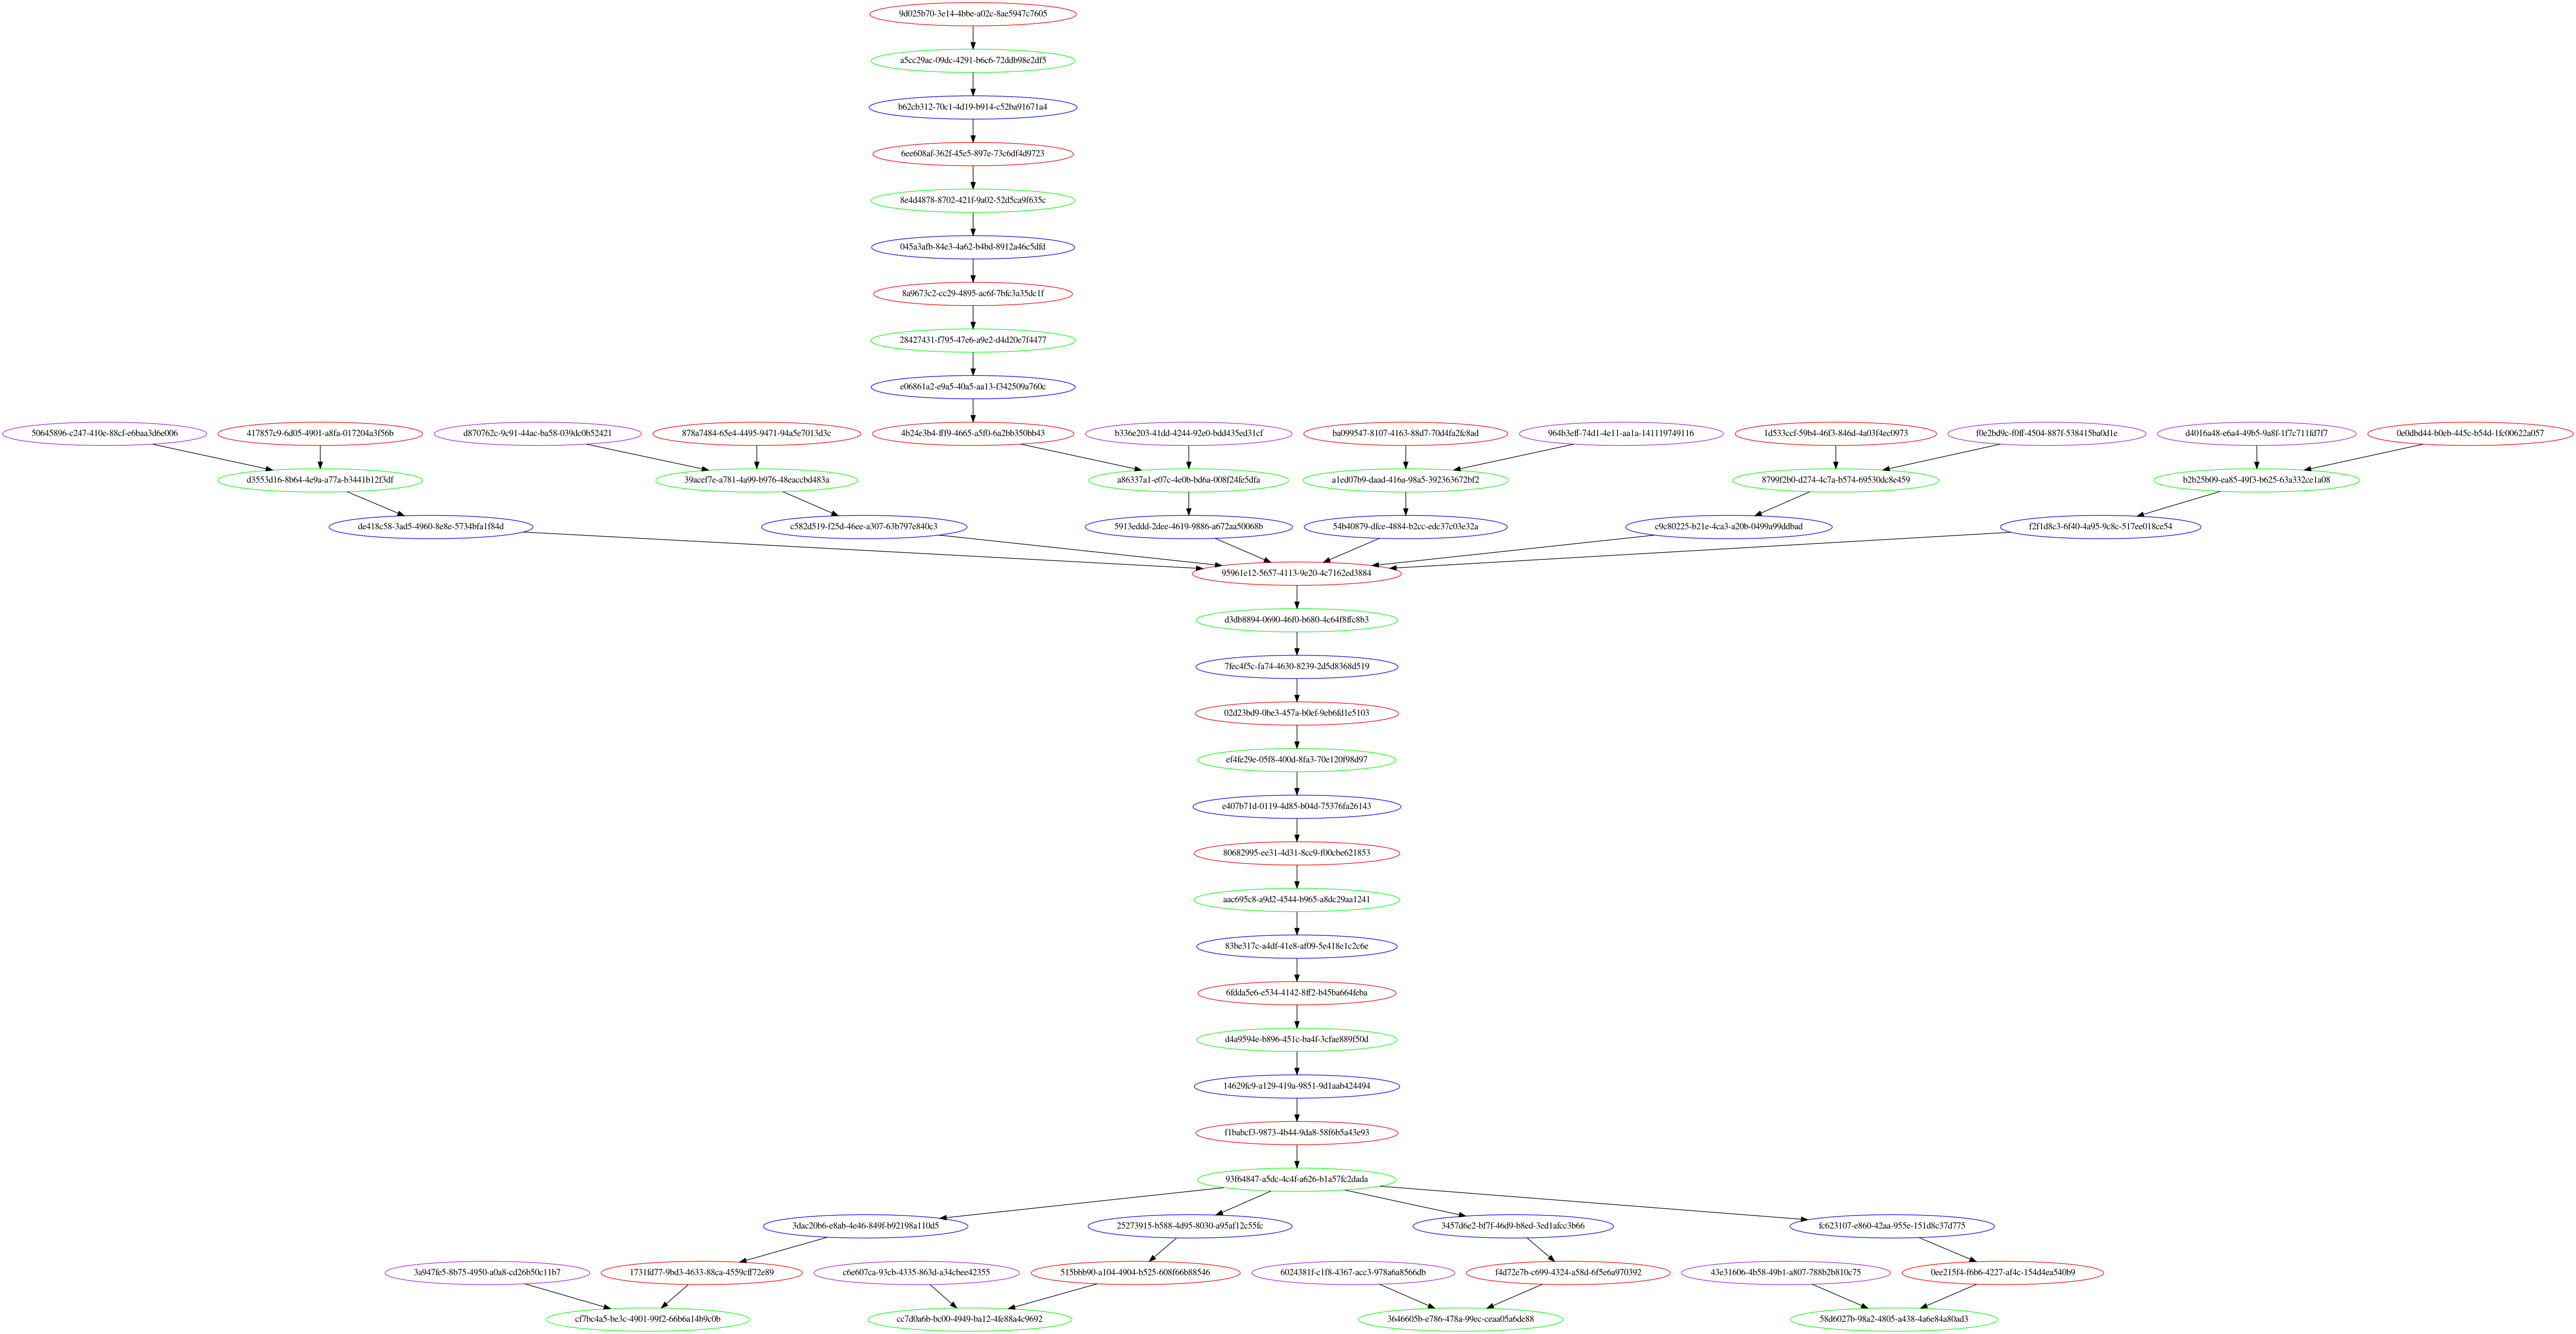 9d025b70-3e14-4bbe-a02c-8ae5947c7605
a5cc29ac-09dc-4291-b6c6-72ddb98e2df5
b62cb312-70c1-4d19-b914-c52ba91671a4
6ee608af-362f-45e5-897e-73c6df4d9723
8e4d4878-8702-421f-9a02-52d5ca9f635c
045a3afb-84e3-4a62-b4bd-8912a46c5dfd
8a9673c2-cc29-4895-ac6f-7bfc3a35dc1f
28427431-f795-47e6-a9e2-d4d20e7f4477
e06861a2-e9a5-40a5-aa13-f342509a760c
50645896-c247-410e-88cf-e6baa3d6e006
417857c9-6d05-4901-a8fa-017204a3f56b
d870762c-9c91-44ac-ba58-039dc0b52421
878a7484-65e4-4495-9471-94a5e7013d3c
4b24e3b4-fff9-4665-a5f0-6a2bb350bb43
b336e203-41dd-4244-92e0-bdd435ed31cf
ba099547-8107-4163-88d7-70d4fa2fc8ad
964b3eff-74d1-4e11-aa1a-141119749116
1d533ccf-59b4-46f3-846d-4a03f4ec0973
f0e2bd9c-f0ff-4504-887f-538415ba0d1e
d4016a48-e6a4-49b5-9a8f-1f7c711fd7f7
0e0dbd44-b0eb-445c-b54d-1fc00622a057
d3553d16-8b64-4e9a-a77a-b3441b12f3df
39acef7e-a781-4a99-b976-48eaccbd483a
a86337a1-e07c-4e0b-bd6a-008f24fe5dfa
a1ed07b9-daad-416a-98a5-392363672bf2
8799f2b0-d274-4c7a-b574-69530dc8e459
b2b25b09-ea85-49f3-b625-63a332ce1a08
de418c58-3ad5-4960-8e8e-5734bfa1f84d
c582d519-f25d-46ee-a307-63b797e840c3
5913eddd-2dee-4619-9886-a672aa50068b
54b40879-dfce-4884-b2cc-edc37c03e32a
c9c80225-b21e-4ca3-a20b-0499a99ddbad
f2f1d8c3-6f40-4a95-9c8c-517ee018ce54
95961e12-5657-4113-9e20-4c7162ed3884
d3db8894-0690-46f0-b680-4c64f8ffc8b3
7fec4f5c-fa74-4630-8239-2d5d8368d519
02d23bd9-0be3-457a-b0ef-9eb6fd1e5103
ef4fe29e-05f8-400d-8fa3-70e120f98d97
e407b71d-0119-4d85-b04d-75376fa26143
80682995-ee31-4d31-8cc9-f00cbe621853
aac695c8-a9d2-4544-b965-a8dc29aa1241
83be317c-a4df-41e8-af09-5e418e1c2c6e
6fdda5e6-e534-4142-8ff2-b45ba664feba
d4a9594e-b896-451c-ba4f-3cfae889f50d
14629fc9-a129-419a-9851-9d1aab424494
f1babcf3-9873-4b44-9da8-58f6b5a43e93
93f64847-a5dc-4c4f-a626-b1a57fc2dada
3dac20b6-e8ab-4e46-849f-b92198a110d5
25273915-b588-4d95-8030-a95af12c55fc
3457d6e2-bf7f-46d9-b8ed-3ed1afcc3b66
fc623107-e860-42aa-955e-151d8c37d775
3a947fe5-8b75-4950-a0a8-cd26b50c11b7
1731fd77-9bd3-4633-88ca-4559cff72e89
c6e607ca-93cb-4335-863d-a34cbee42355
515bbb90-a104-4904-b525-608f66b88546
6024381f-c1f8-4367-acc3-978a6a8566db
f4d72e7b-c699-4324-a58d-6f5e6a970392
43e31606-4b58-49b1-a807-788b2b810c75
0ee215f4-f6b6-4227-af4c-154d4ea540b9
cf7bc4a5-be3c-4901-99f2-66b6a14b9c0b
cc7d0a6b-bc00-4949-ba12-4fe88a4c9692
3646605b-e786-478a-99ec-ceaa05a6de88
58d6027b-98a2-4805-a438-4a6e84a80ad3